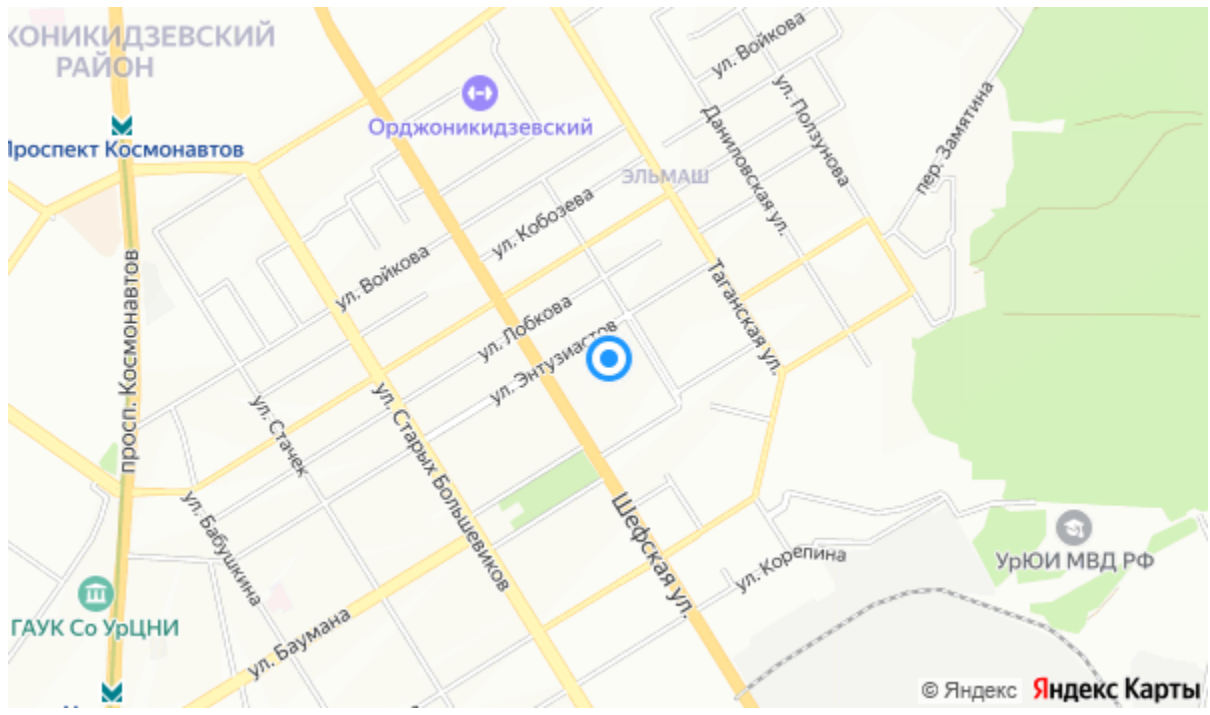 КОНИКИДЗЕВСКИЙ
РАЙОН
ул. Войкова
Орджоникидзевский
ул. Ползунова
пер. Замятина
Проспект Космонавтов
Даниловская ул.
ЭЛЬМАШ
ул. Кобозева
ул. Войкова
просп. Космонавтов
Таганская ул.
ул. Лобкова
ул. Энтузиастов
ул. Стачек
ул. Старых Большевиков
ул. Бабушкина
Шефская ул.
ул. Корепина
УрЮИ МВД РФ
ГАУК Со УрЦНИ
ул. Баумана
© Яндекс Яндекс Карты